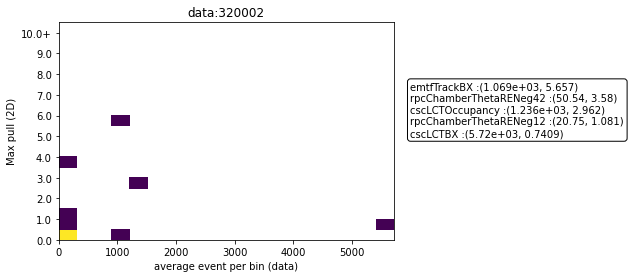 data:320002
Max pull (2D)
10.0+
9.0
8.0
7.0
6.0
5.0
4.0
3.0
2.0
1.0
0.0
0
1000
2000
3000
4000
5000
average event per bin (data)
emtfTrackBX :(1.069e+03, 5.657)
rpcChamberThetaRENeg42 :(50.54, 3.58)
cscLCTOccupancy :(1.236e+03, 2.962)
rpcChamberThetaRENeg12 :(20.75, 1.081)
cscLCTBX :(5.72e+03, 0.7409)